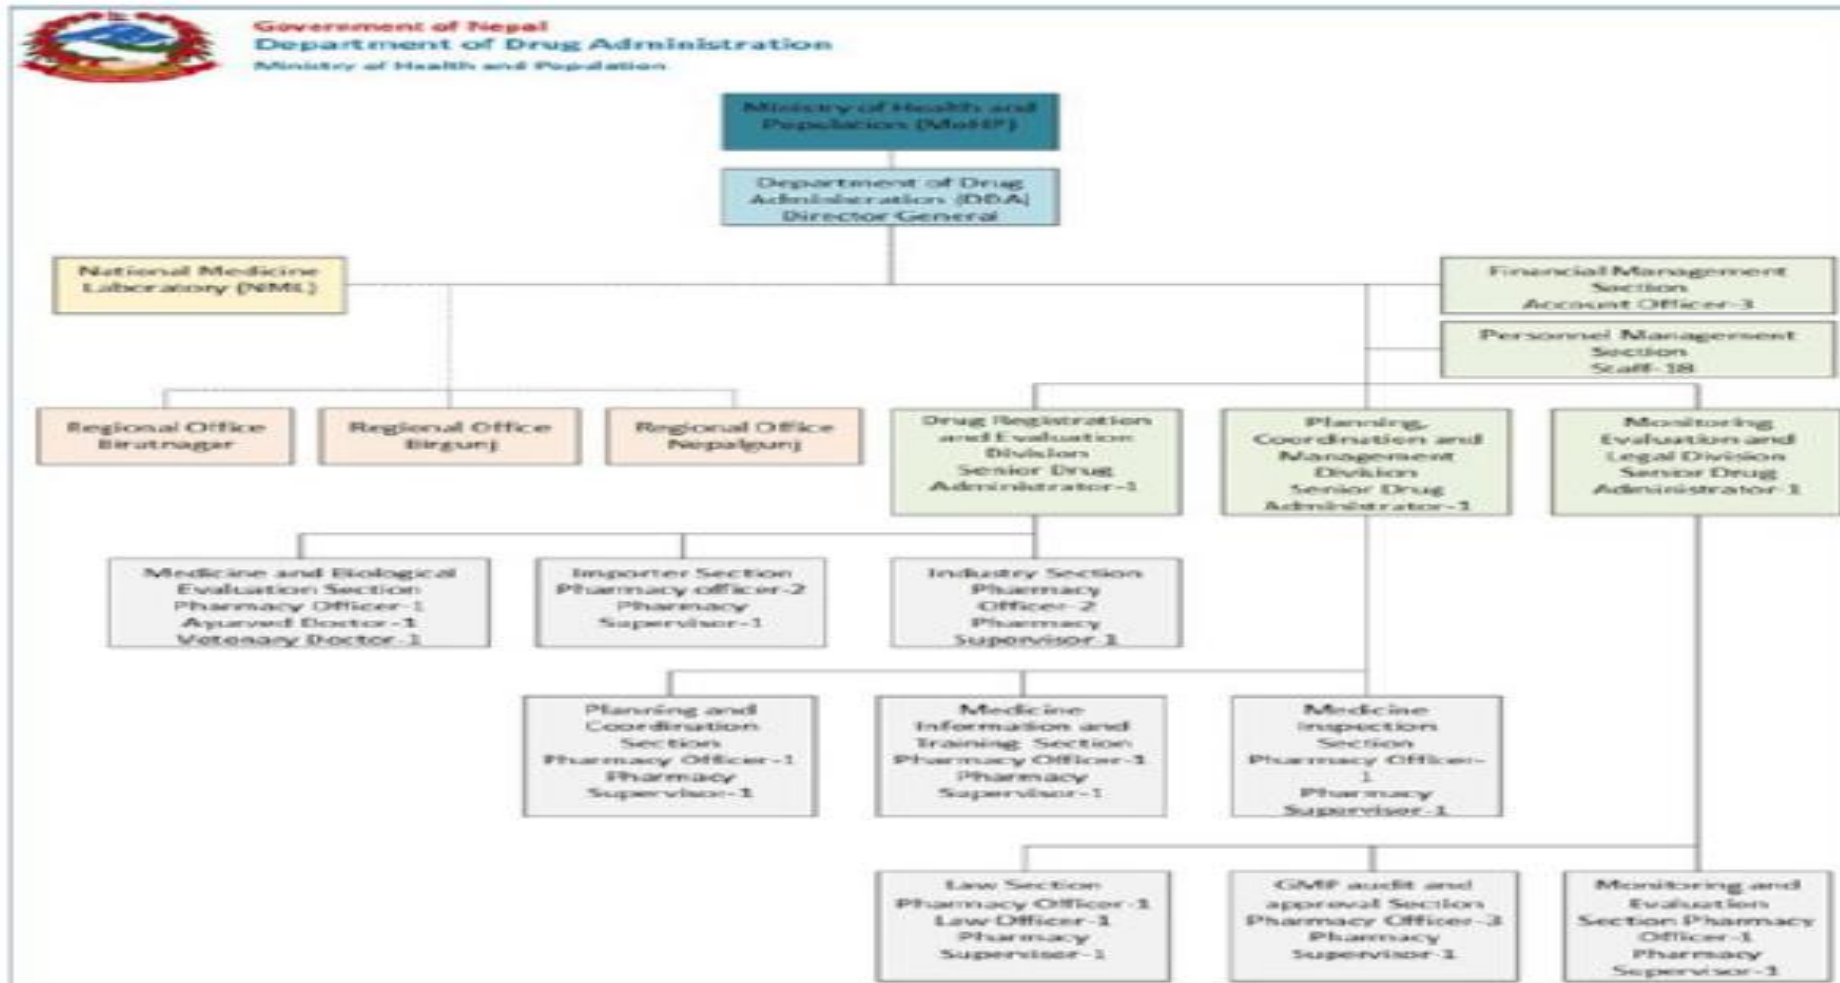 Government of Nepal
Department of Drug Administration
Ministry of Health and Population
Ministry of Health and
Population (MoHP)
Department of Drug
Administration (DDA)
Director General
National Medicine
Laboratory (NML)
Financial Management
Section
Account Officer-3
Personnel Management
Section
Staff-18
Regional Office
Biratnagar
Regional Office
Birgunj
Regional Office
Nepalgunj
Drug Registration
and Evaluation
Division
Senior Drug
Administrator-1
Planning,
Coordination and
Management
Division
Senior Drug
Administrator-1
Monitoring
Evaluation and
Legal Division
Senior Drug
Administrator-1
Medicine and Biological
Evaluation Section
Pharmacy Officer-1
Ayurved Doctor-1
Vetenary Doctor-1
Importer Section
Pharmacy officer-2
Pharmacy
Supervisor-1
Industry Section
Pharmacy
Officer-2
Pharmacy
Supervisor-1
Planning and
Coordination
Section
Pharmacy Officer-1
Pharmacy
Supervisor-1
Medicine
Information and
Training Section
Pharmacy Officer-1
Pharmacy
Supervisor-1
Medicine
Inspection
Section
Pharmacy Officer-
1
Pharmacy
Supervisor-1
Law Section
Pharmacy Officer-1
Law Officer-1
Pharmacy
Supervisor-1
GMP audit and
approval Section
Pharmacy Officer-3
Pharmacy
Supervisor-1
Monitoring and
Evaluation
Section Pharmacy
Officer-1
Pharmacy
Supervisor-1